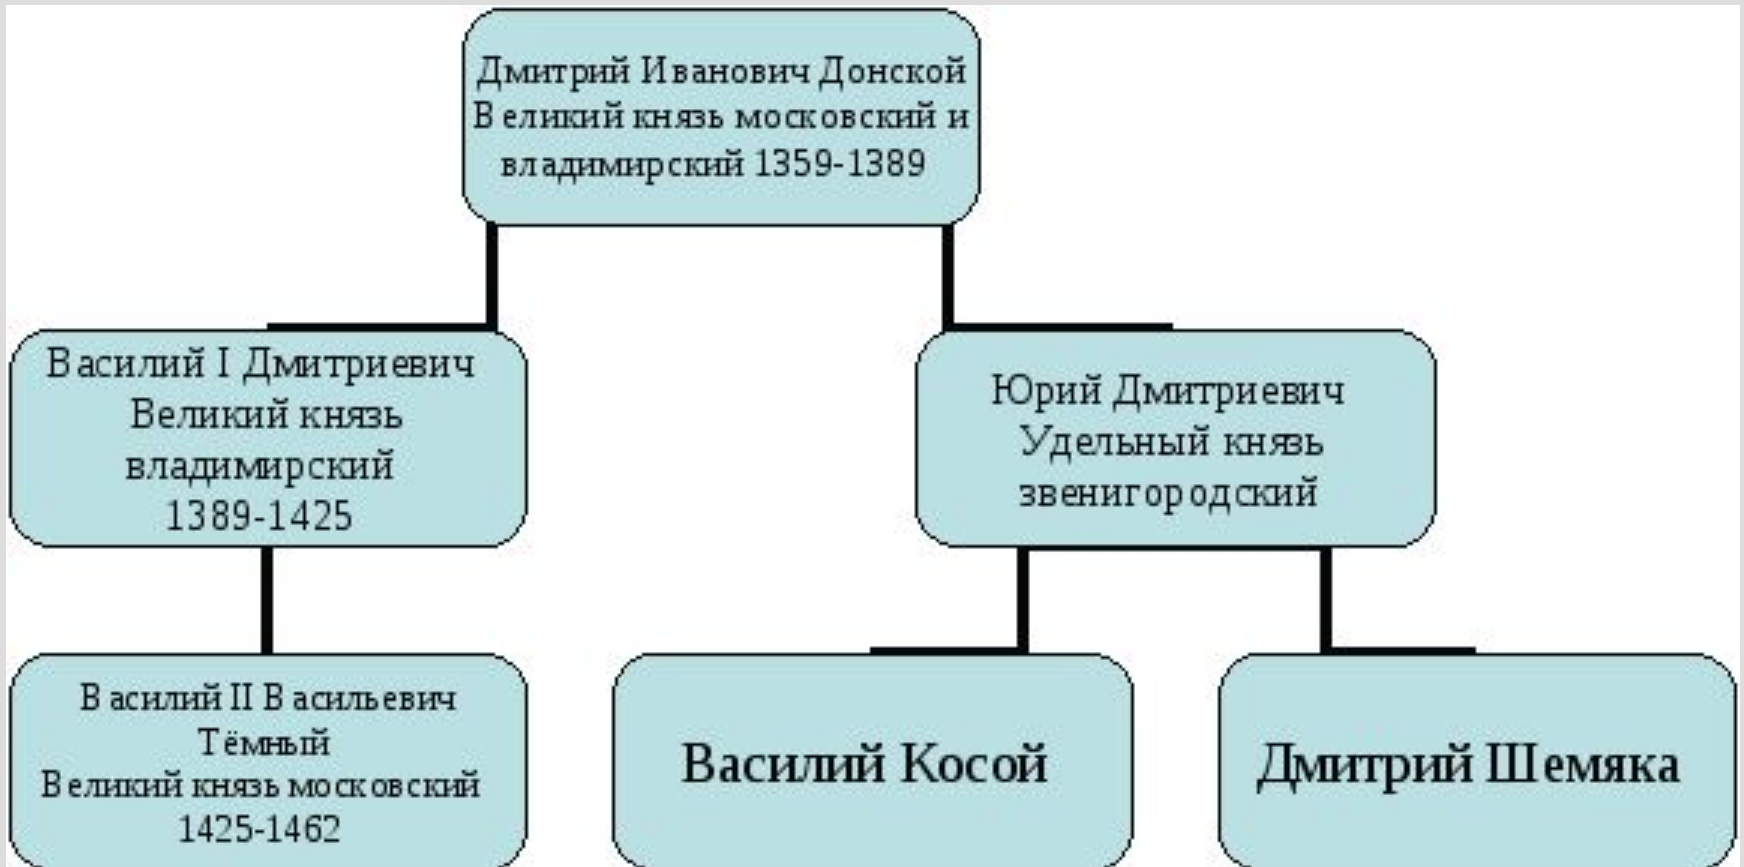 Дмитрий Иванович Донской
Великий князь московский и
владимирский 1359-1389
Василий I Дмитриевич
Великий князь
владимирский
1389-1425
Юрий Дмитриевич
Удельный князь
звенигородский
Василий II Васильевич
Тёмный
Великий князь московский
1425-1462
Василий Косой
Дмитрий Шемяка